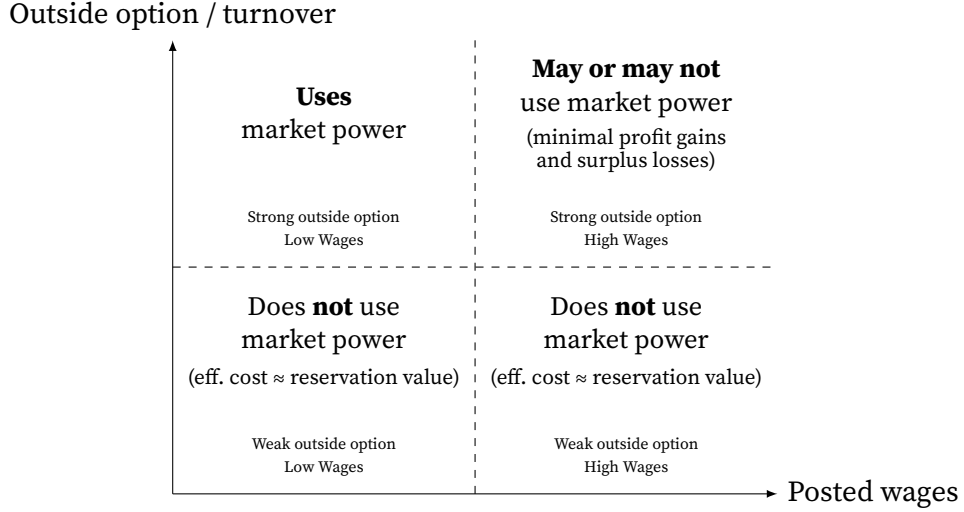 Outside option / turnover
Uses
market power
May or may not
use market power
(minimal profit gains
and surplus losses)
Strong outside option
Low Wages
Strong outside option
High Wages
Does not use
market power
(eff. cost ≈ reservation value)
Does not use
market power
(eff. cost ≈ reservation value)
Weak outside option
Low Wages
Weak outside option
High Wages
Posted wages